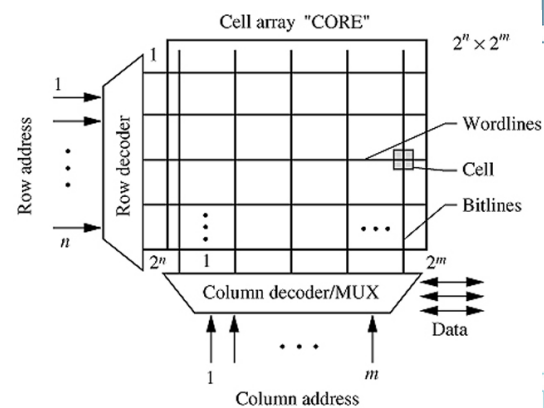 Cell array "CORE"
2ⁿ × 2ᵐ
1
1
Row address
Row decoder
Wordlines
Cell
Bitlines
n
2ⁿ
1
2ᵐ
Column decoder/MUX
Data
1
m
Column address